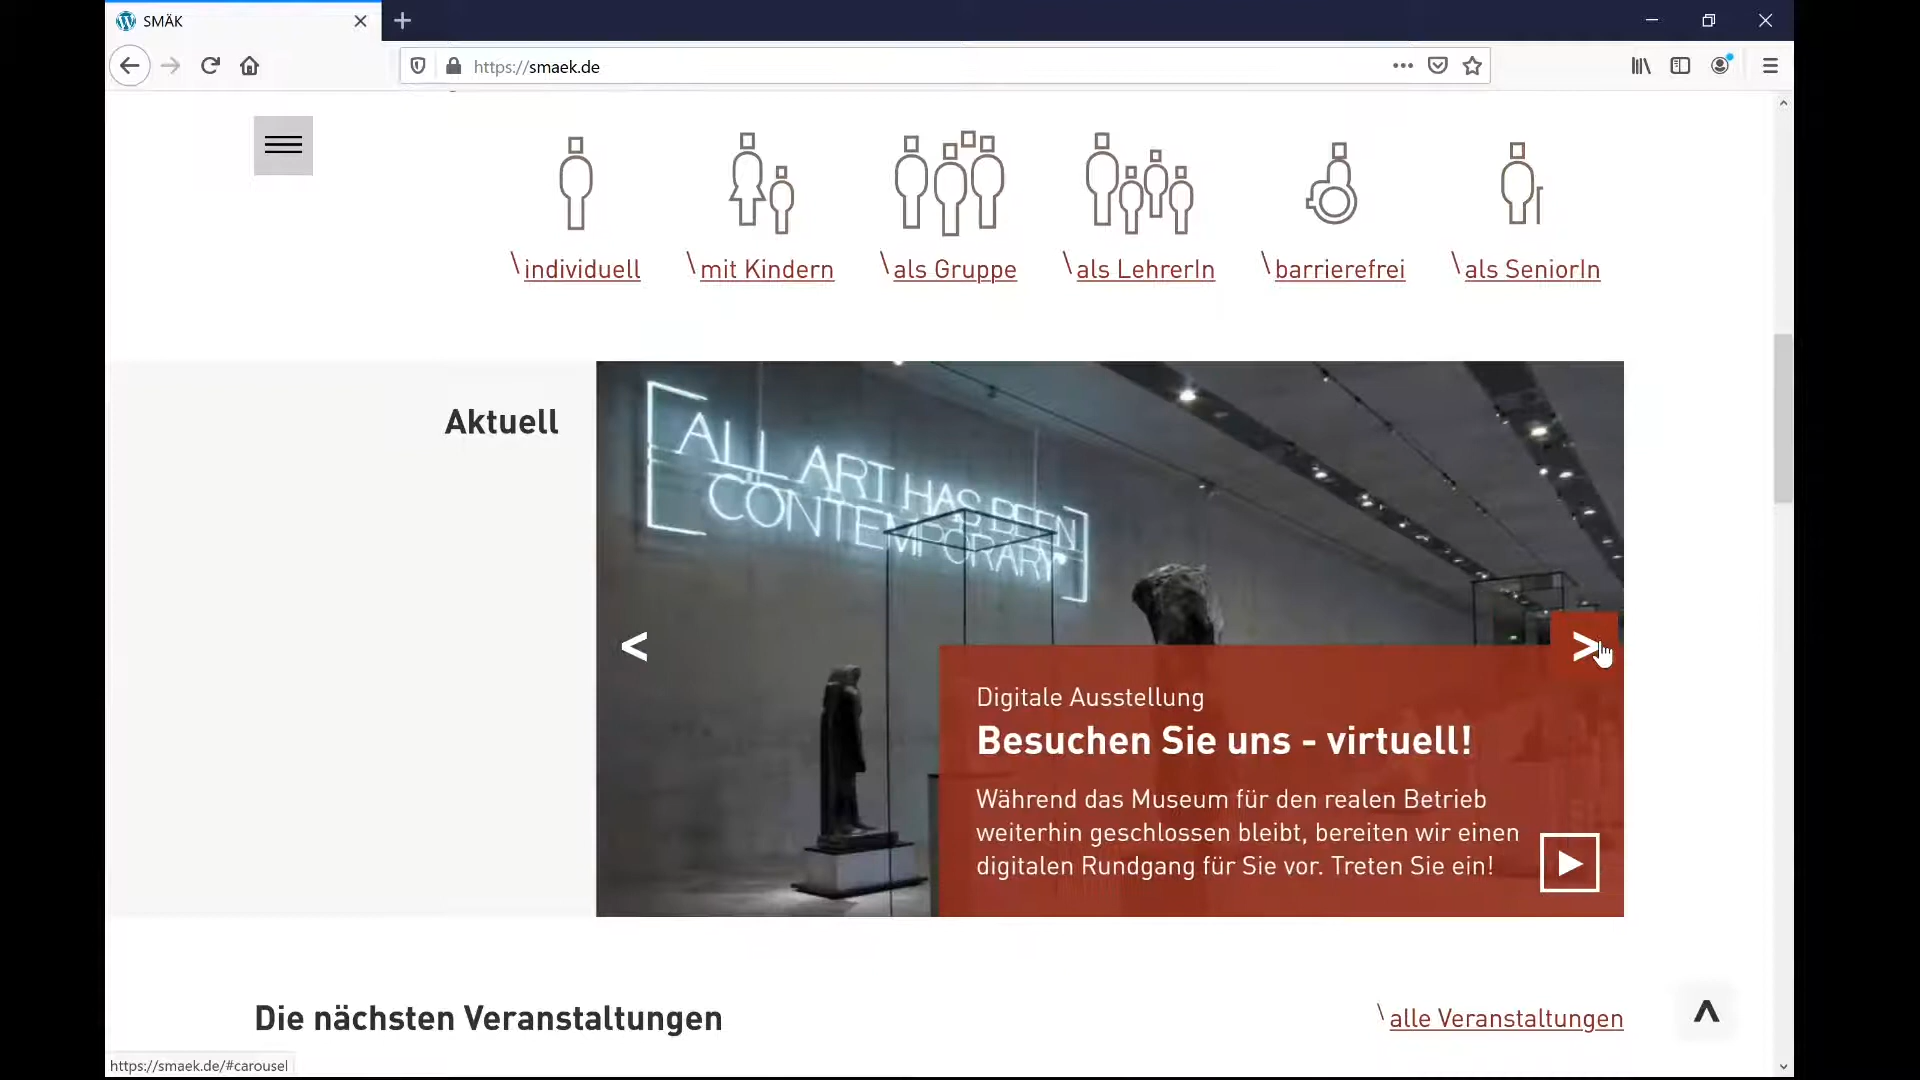 SMÄK
https://smaek.de
\individuell
\mit Kindern
\als Gruppe
\als LehrerIn
\barrierefrei
\als SeniorIn
Aktuell
ALL ART HAS BEEN
CONTEMPORARY
<
>
Digitale Ausstellung
Besuchen Sie uns - virtuell!
Während das Museum für den realen Betrieb
weiterhin geschlossen bleibt, bereiten wir einen
digitalen Rundgang für Sie vor. Treten Sie ein!
Die nächsten Veranstaltungen
\alle Veranstaltungen
https://smaek.de/#carousel